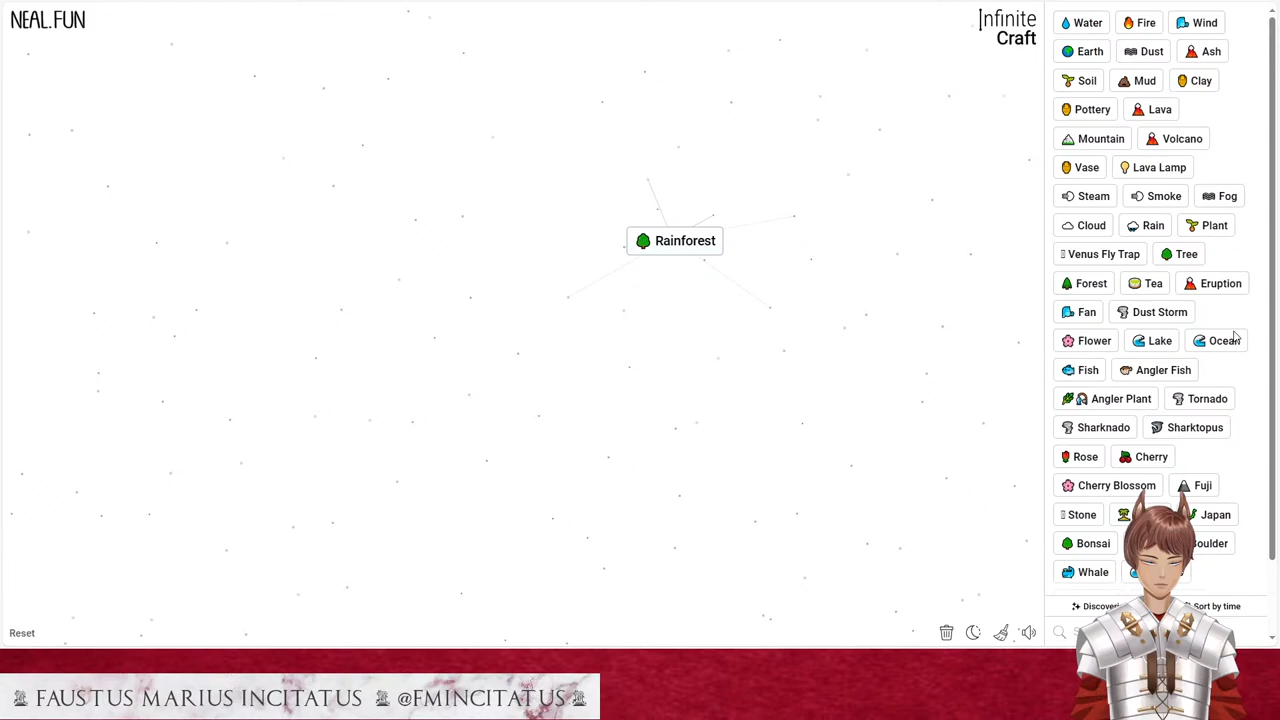 NEAL.FUN
Infinite
Craft
Rainforest
Water Fire Wind
Earth Dust Ash
Soil Mud Clay
Pottery Lava
Mountain Volcano
Vase Lava Lamp
Steam Smoke Fog
Cloud Rain Plant
Venus Fly Trap Tree
Forest Tea Eruption
Fan Dust Storm
Flower Lake Ocean
Fish Angler Fish
Angler Plant Tornado
Sharknado Sharktopus
Rose Cherry
Cherry Blossom Fuji
Stone Japan
Bonsai Boulder
Whale
Discoveri Sort by time
Reset
FAUSTUS MARIUS INCITATUS @FMINCITATUS